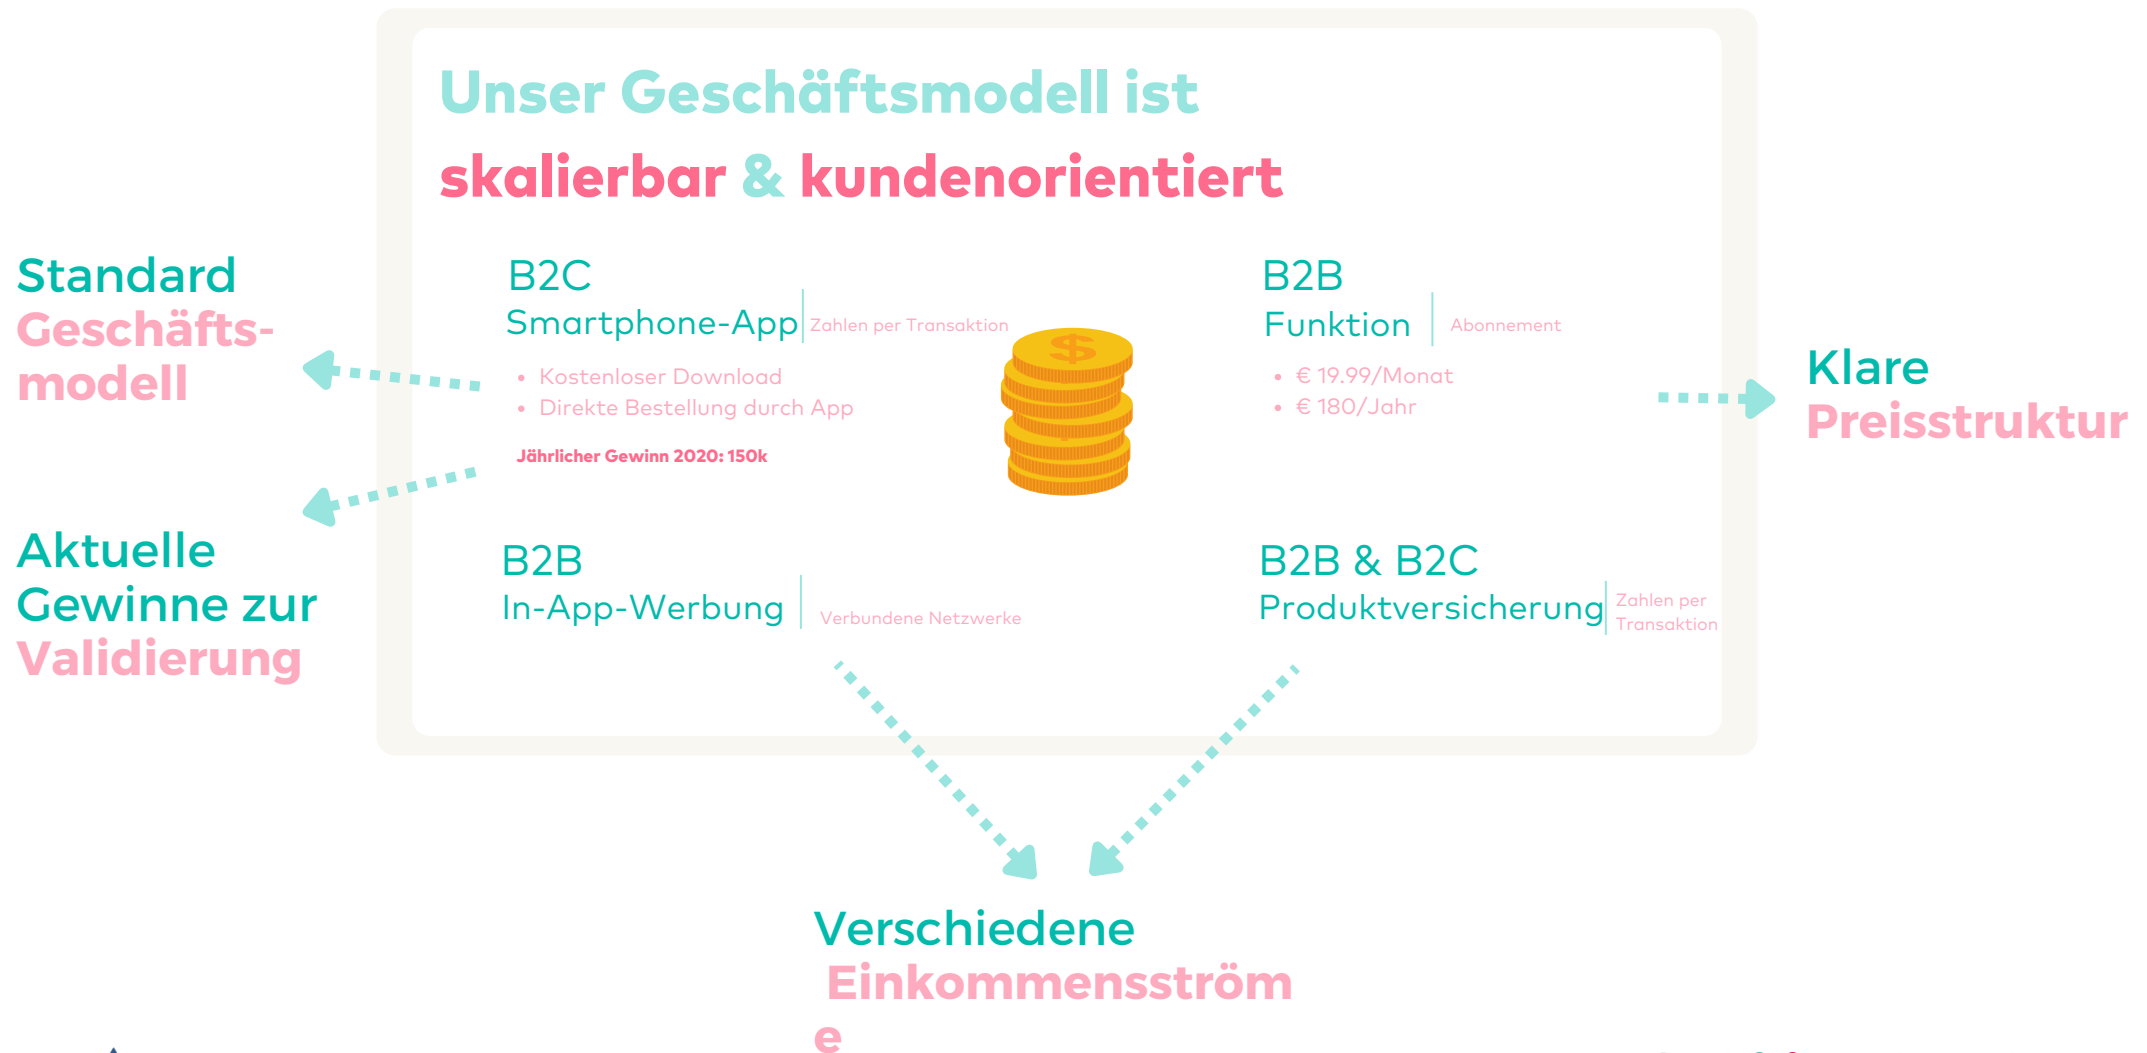 Unser Geschäftsmodell ist
skalierbar & kundenorientiert
Standard
Geschäfts-
modell
Aktuelle
Gewinne zur
Validierung
B2C
Smartphone-App
Zahlen per Transaktion
• Kostenloser Download
• Direkte Bestellung durch App
Jährlicher Gewinn 2020: 150k
B2B
Funktion
Abonnement
• € 19.99/Monat
• € 180/Jahr
Klare
Preisstruktur
B2B
In-App-Werbung
Verbundene Netzwerke
B2B & B2C
Produktversicherung
Zahlen per
Transaktion
Verschiedene
Einkommensström
e